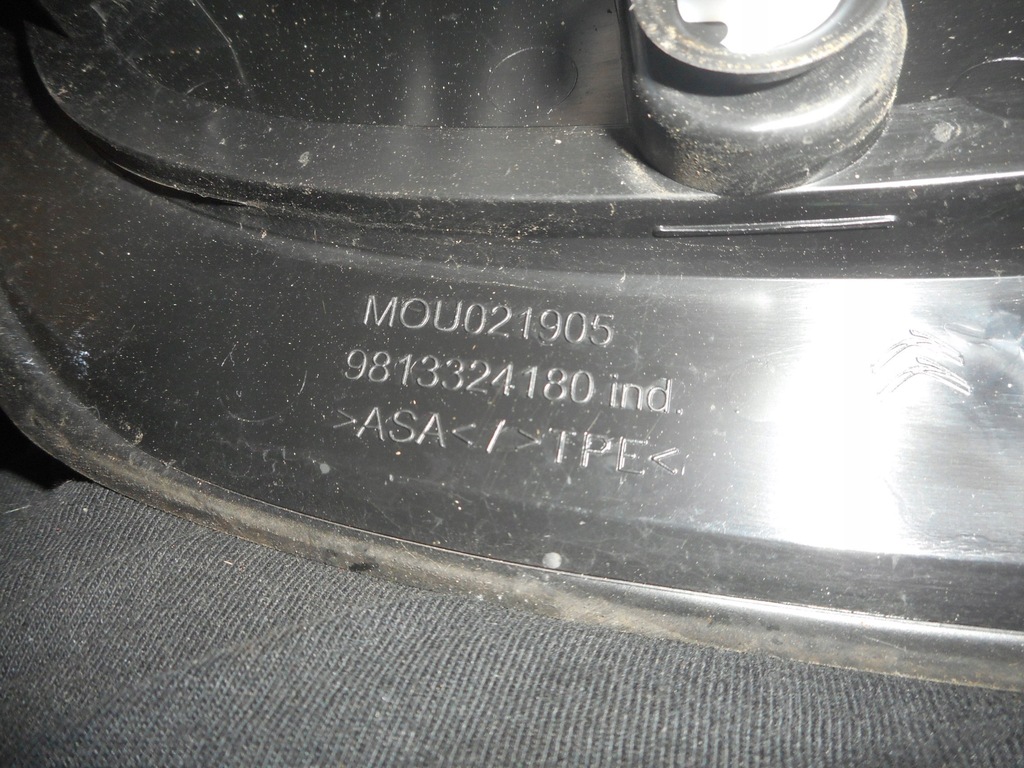 MOU021905
9813324180 ind.
>ASA< / >TPE<